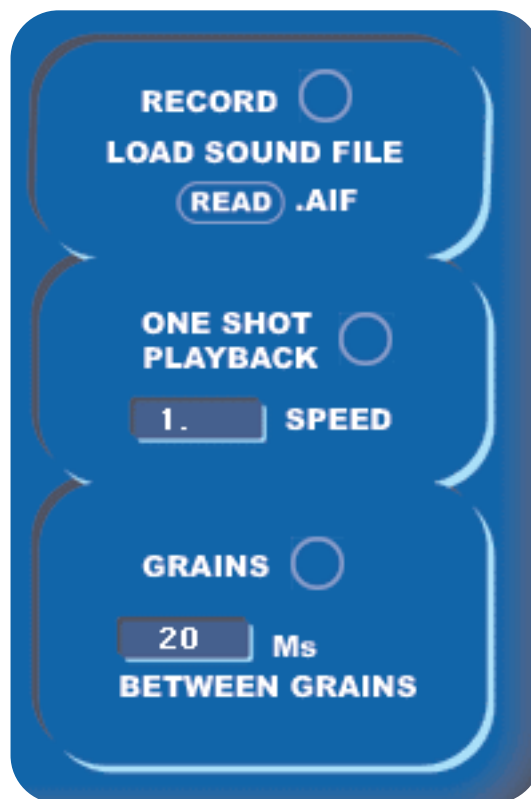 RECORD
LOAD SOUND FILE
READ .AIF
ONE SHOT
PLAYBACK
1. SPEED
GRAINS
20 Ms
BETWEEN GRAINS